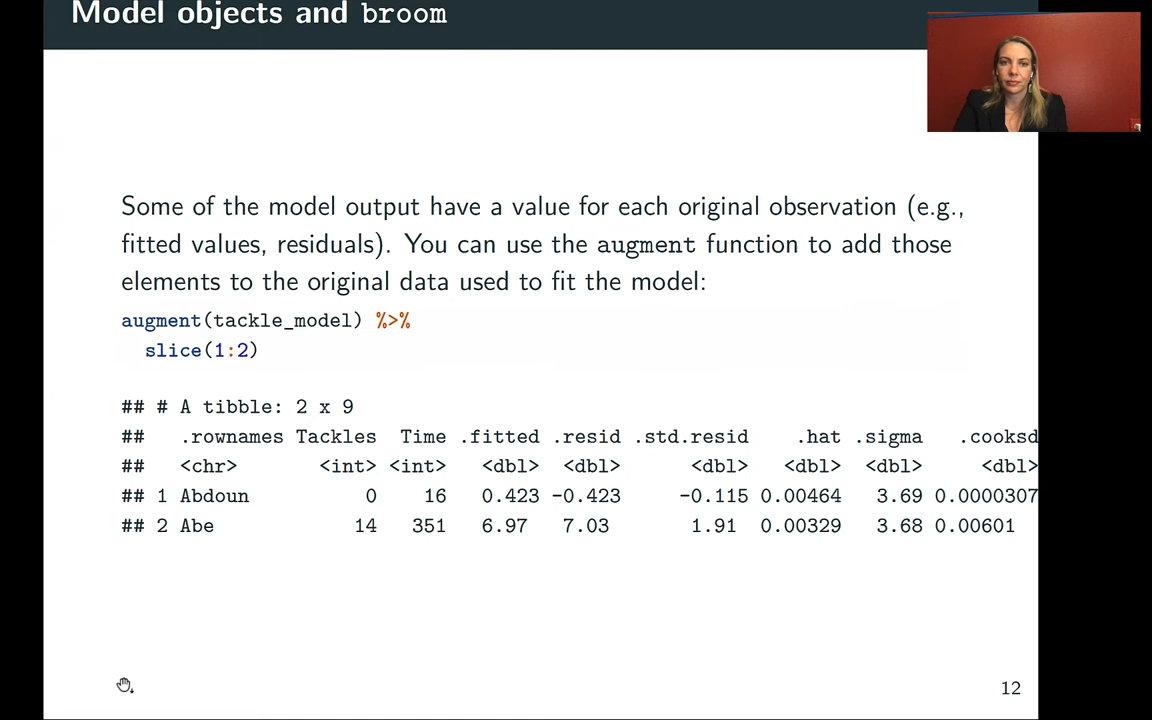 Model objects and broom
Some of the model output have a value for each original observation (e.g.,
fitted values, residuals). You can use the augment function to add those
elements to the original data used to fit the model:
augment(tackle_model) %>%
slice(1:2)
## # A tibble: 2 x 9
## .rownames Tackles Time .fitted .resid .std.resid .hat .sigma .cooksd
## <chr> <int> <int> <dbl> <dbl> <dbl> <dbl> <dbl> <dbl>
## 1 Abdoun 0 16 0.423 -0.423 -0.115 0.00464 3.69 0.0000307
## 2 Abe 14 351 6.97 7.03 1.91 0.00329 3.68 0.00601
12